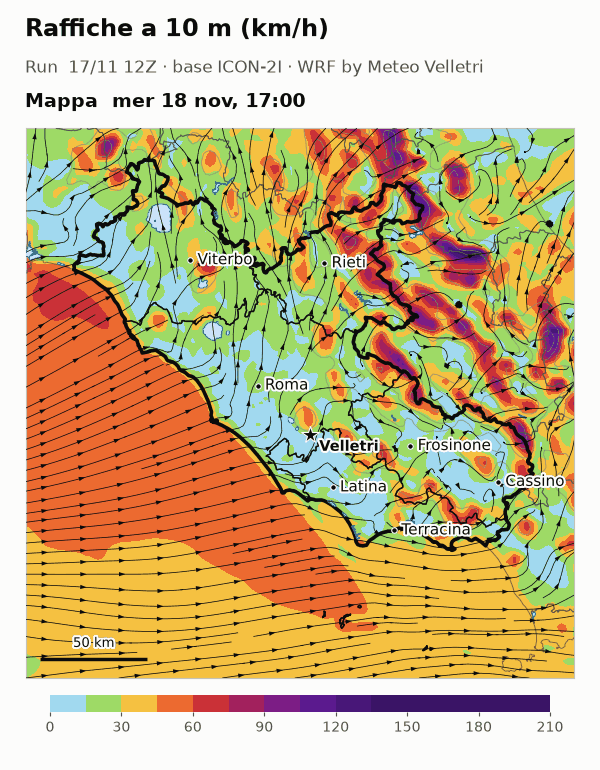 Raffiche a 10 m (km/h)
Run  17/11 12Z · base ICON-2I · WRF by Meteo Velletri
Mappa  mer 18 nov, 17:00
Viterbo
Rieti
Roma
Velletri
Frosinone
Latina
Cassino
Terracina
50 km
0 30 60 90 120 150 180 210